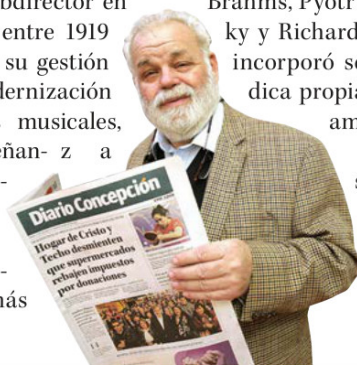 bdirector en
entre 1919
su gestión
dernización
musicales,
eñan- z a
-
-
más
Brahms, Pyotr
ky y Richard
incorporó se
dica propia
am
s
Diario Concepción
Hogar de Cristo y
Techo desmienten
que supermercados
rebajen impuestos
por donaciones